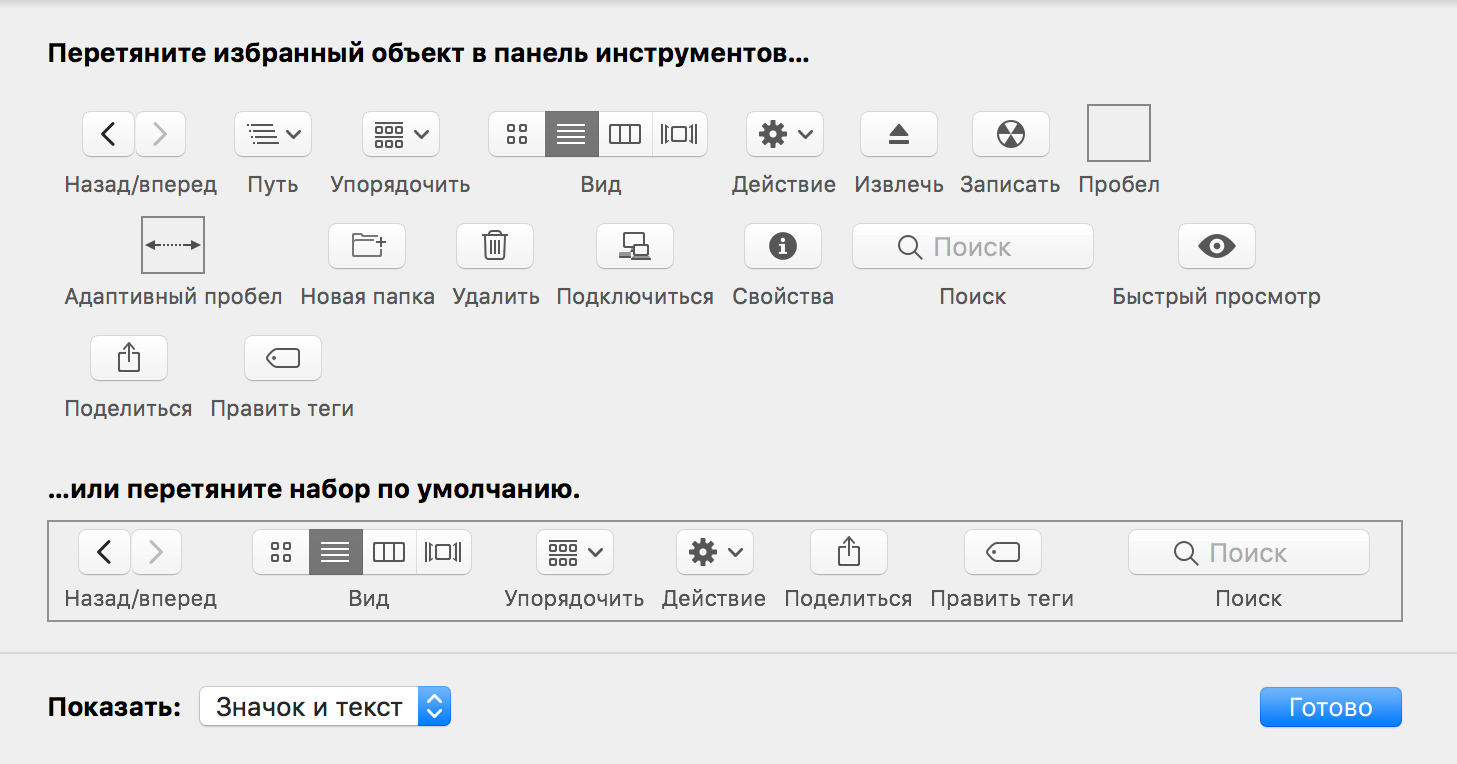 Перетяните избранный объект в панель инструментов...
Назад/вперед Путь Упорядочить Вид Действие Извлечь Записать Пробел
Поиск
Адаптивный пробел Новая папка Удалить Подключиться Свойства Поиск Быстрый просмотр
Поделиться Править теги
...или перетяните набор по умолчанию.
Поиск
Назад/вперед Вид Упорядочить Действие Поделиться Править теги Поиск
Показать: Значок и текст Готово